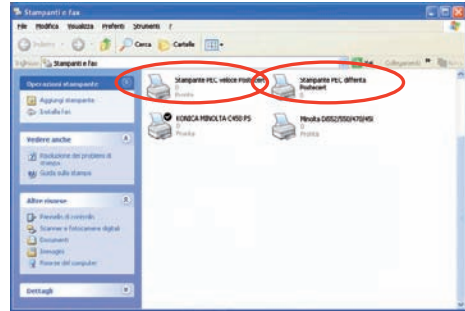 Stampanti e fax
File Modifica Visualizza Preferiti Strumenti ?
Indietro Cerca Cartelle
Indirizzo Stampanti e fax Vai Collegamenti
Operazioni stampante
Aggiungi stampante
Installa fax
Vedere anche
Risoluzione dei problemi di stampa
Guida sulla stampa
Altre risorse
Pannello di controllo
Scanner e fotocamere digitali
Documenti
Immagini
Risorse del computer
Dettagli
Stampante PEC veloce Postecert
0
Pronta
Stampante PEC differita
Postecert
0
KONICA MINOLTA C450 PS
0
Pronta
Minolta Di552/550/470/450
0
Pronta